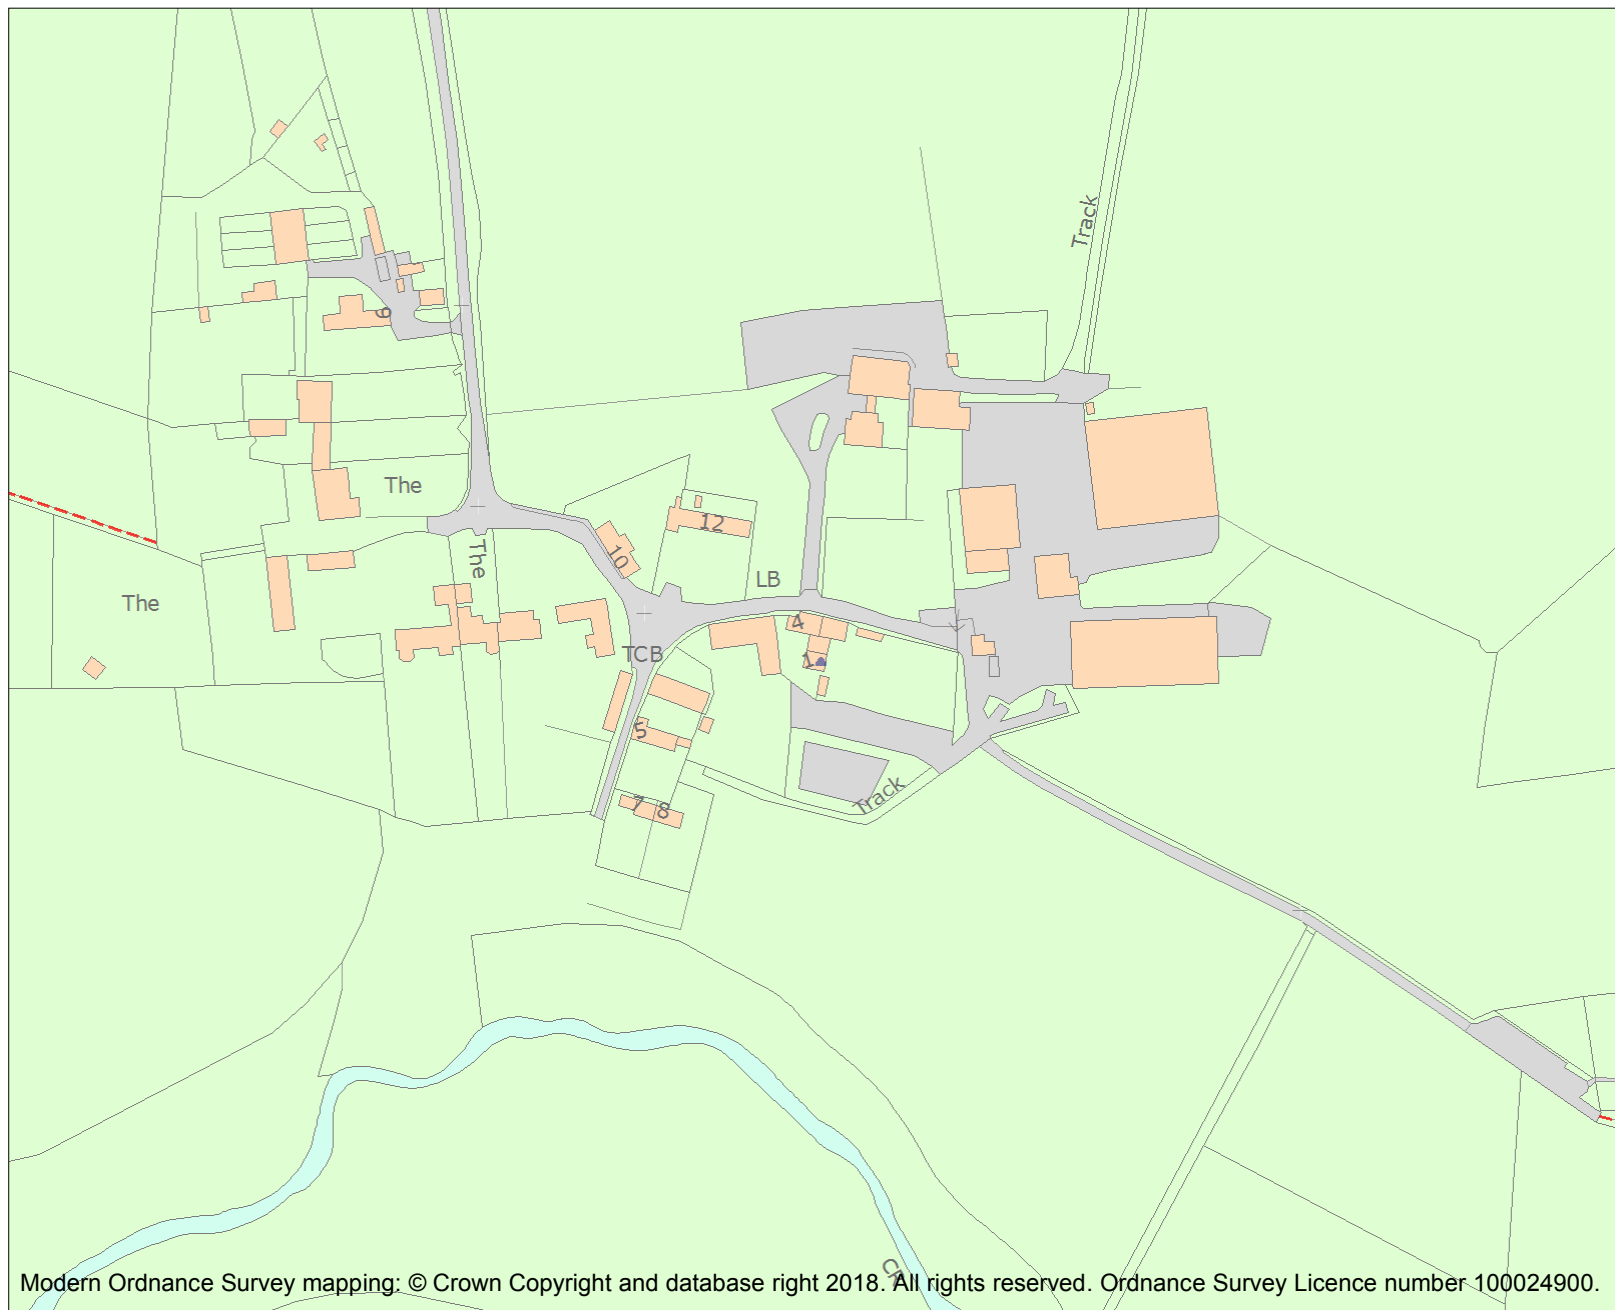 Track
9
The
12
10
The
LB
The
4
TCB
1
5
Track
7
8
Modern Ordnance Survey mapping: © Crown Copyright and database right 2018. All rights reserved. Ordnance Survey Licence number 100024900.